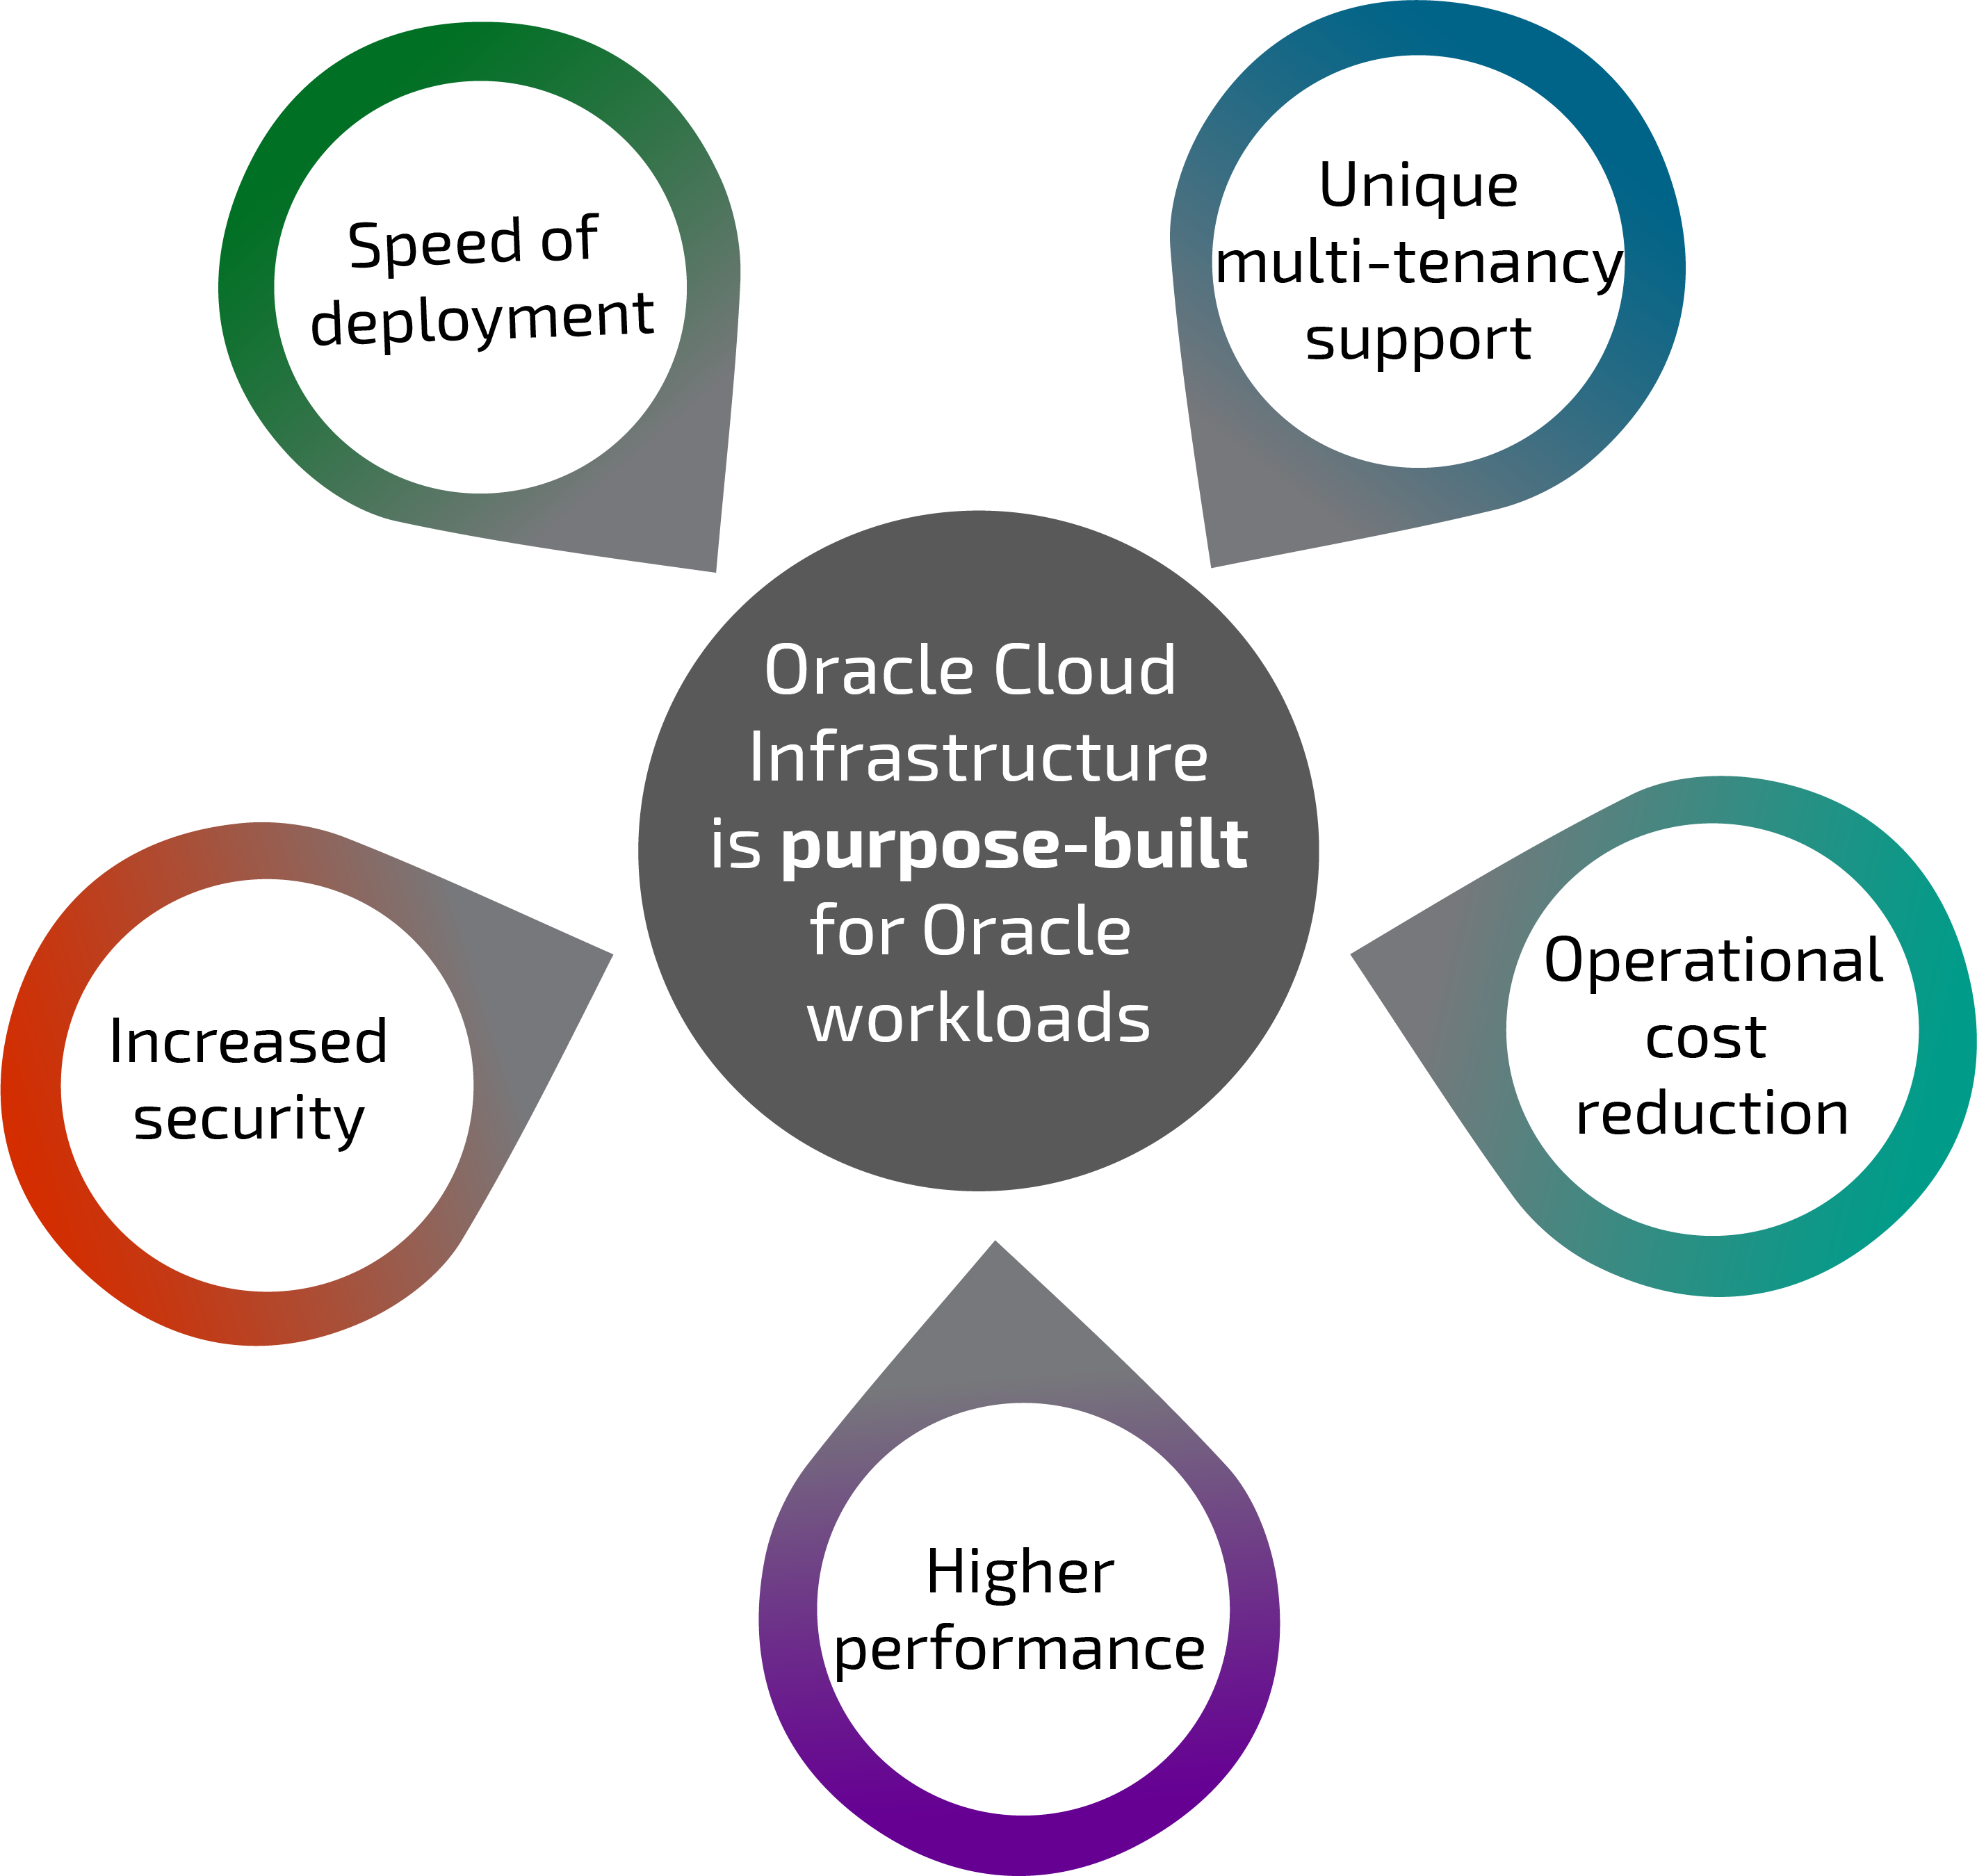 Speed of
deployment
Unique
multi-tenancy
support
Oracle Cloud
Infrastructure
is purpose-built
for Oracle
workloads
Increased
security
Operational
cost
reduction
Higher
performance